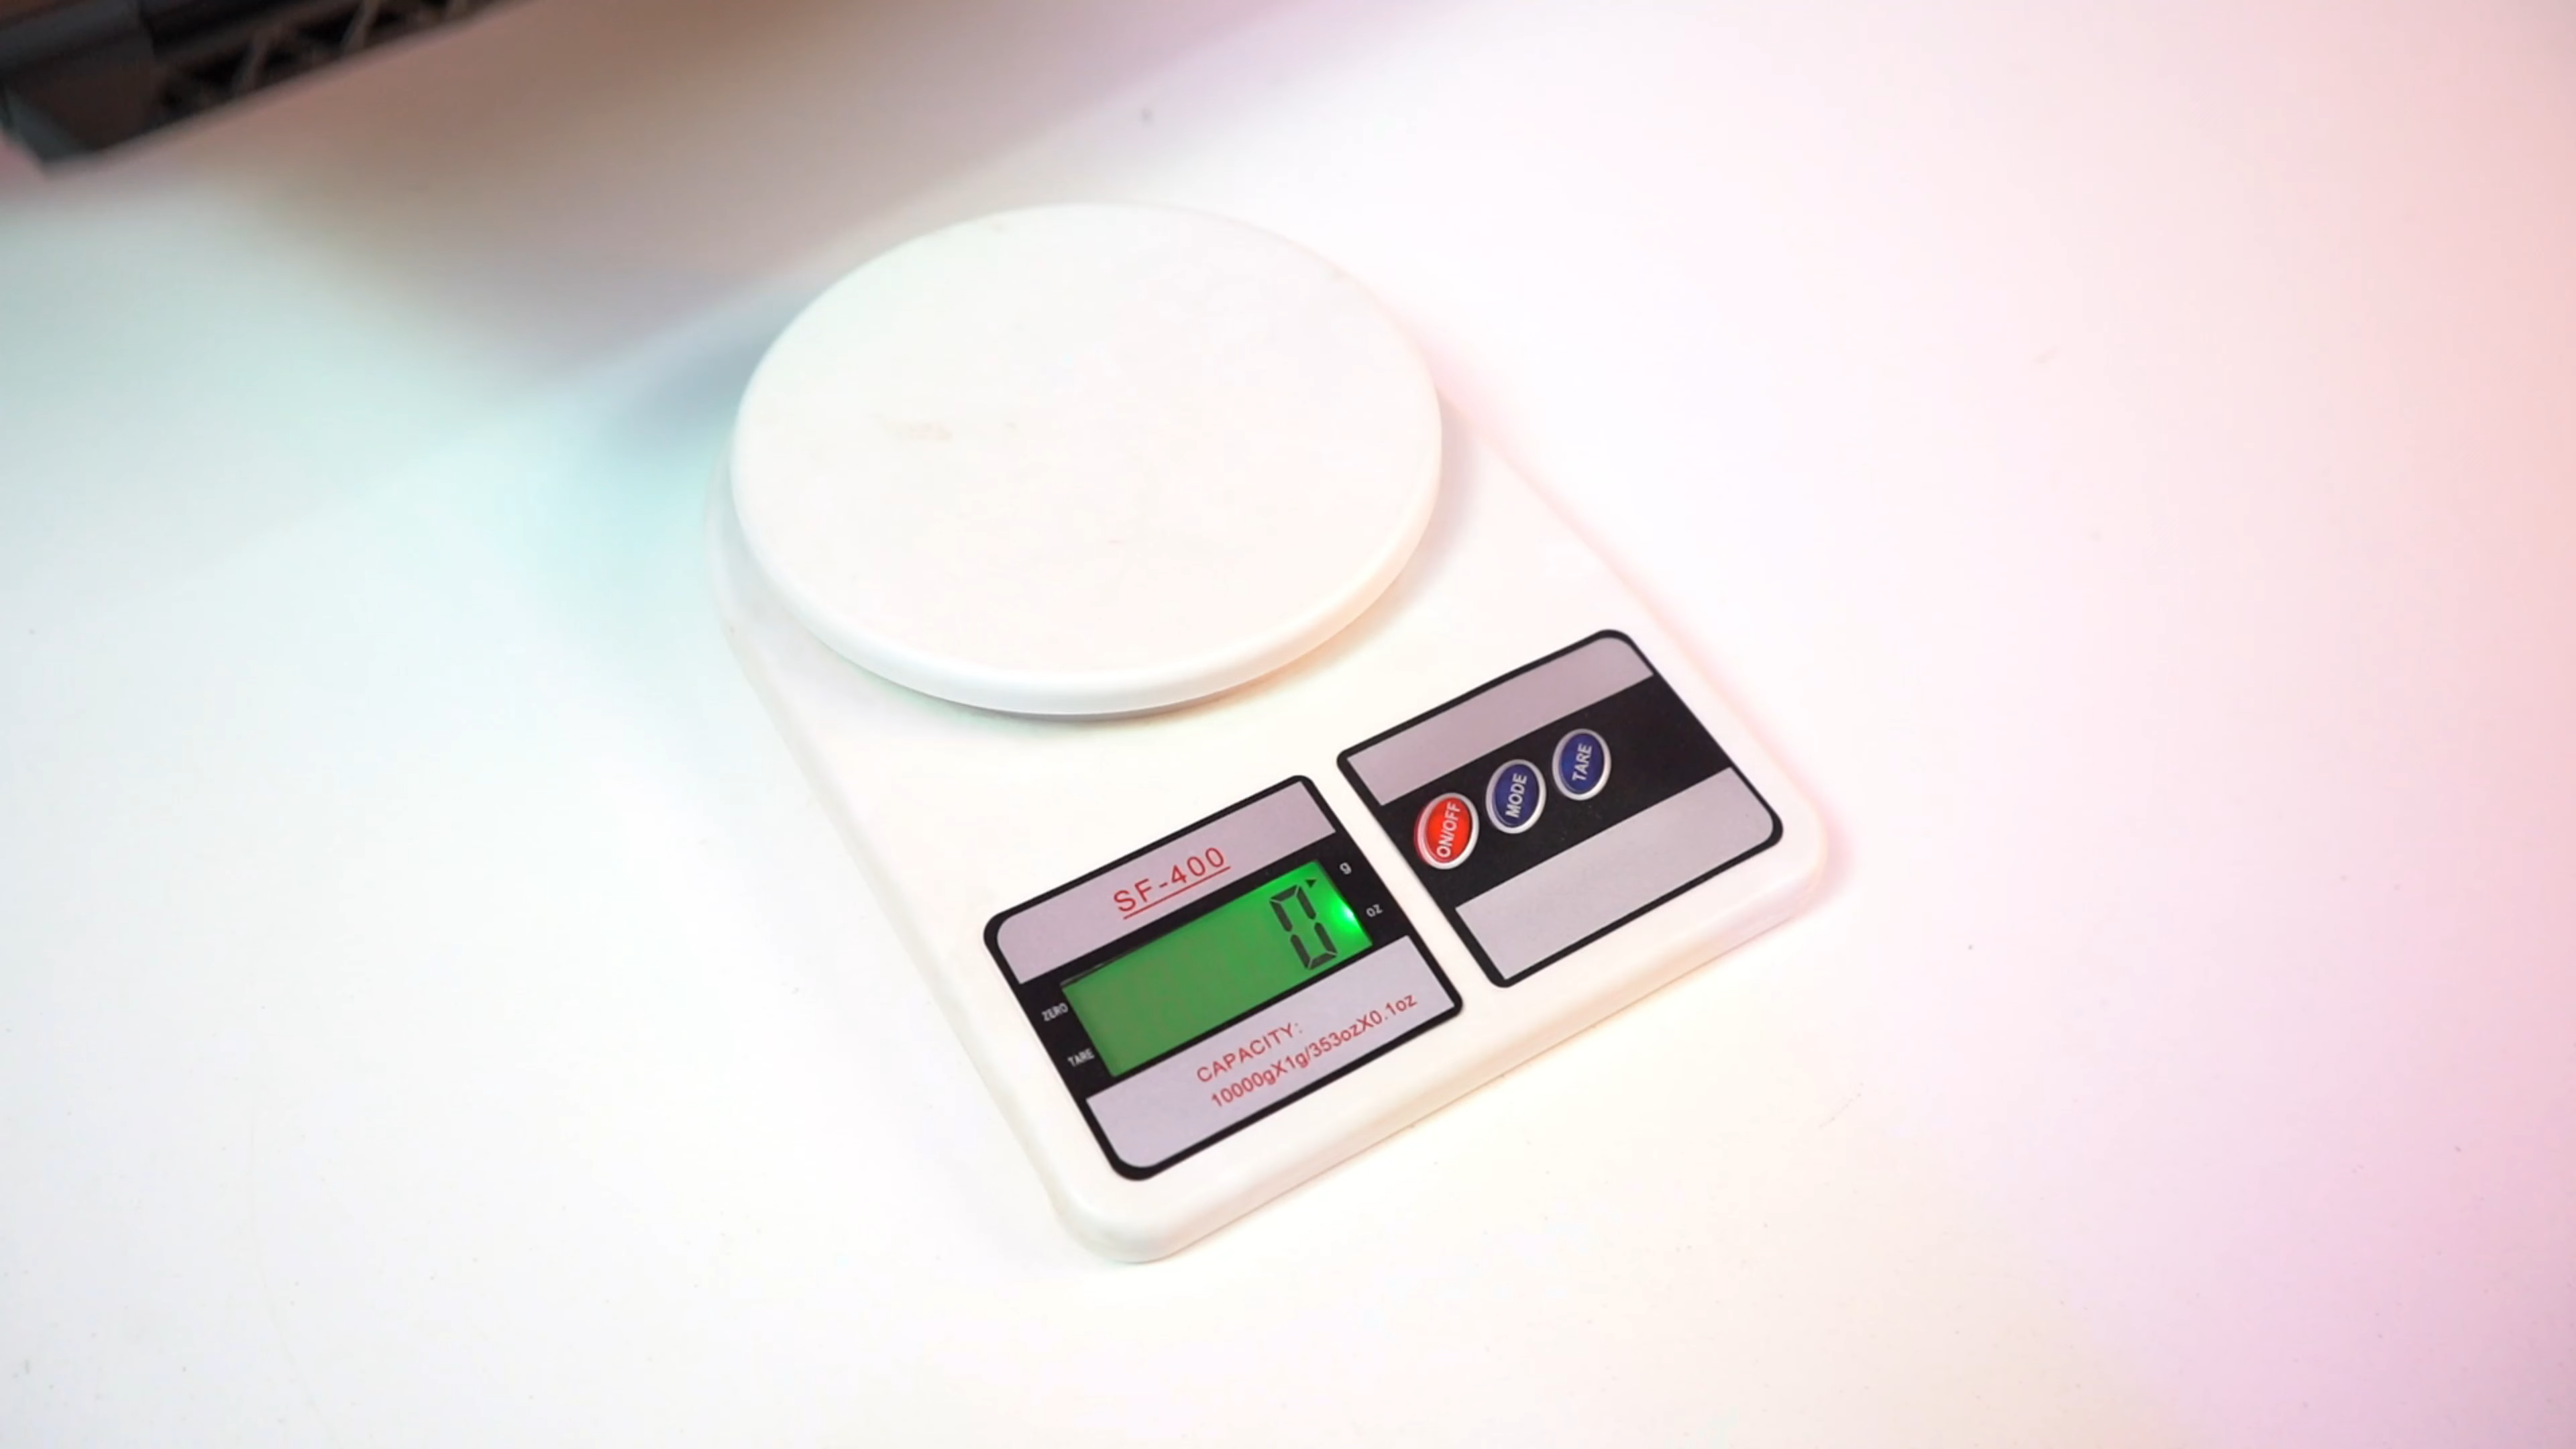 SF-400
0
g
oz
ZERO
TARE
CAPACITY:
10000gX1g/353ozX0.1oz
ON/OFF
MODE
TARE